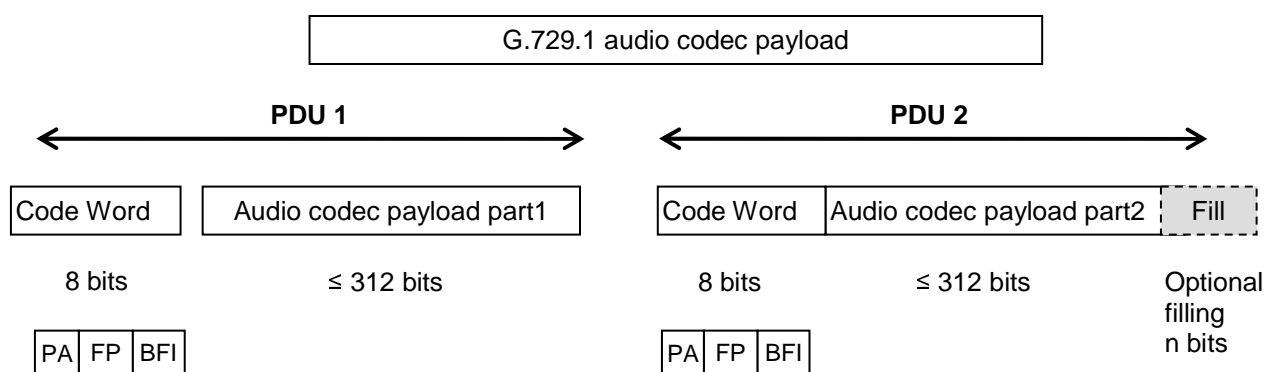 G.729.1 audio codec payload
PDU 1 PDU 2
Code Word Audio codec payload part1 Code Word Audio codec payload part2 Fill
8 bits ≤ 312 bits 8 bits ≤ 312 bits Optional
filling
n bits
PA FP BFI PA FP BFI